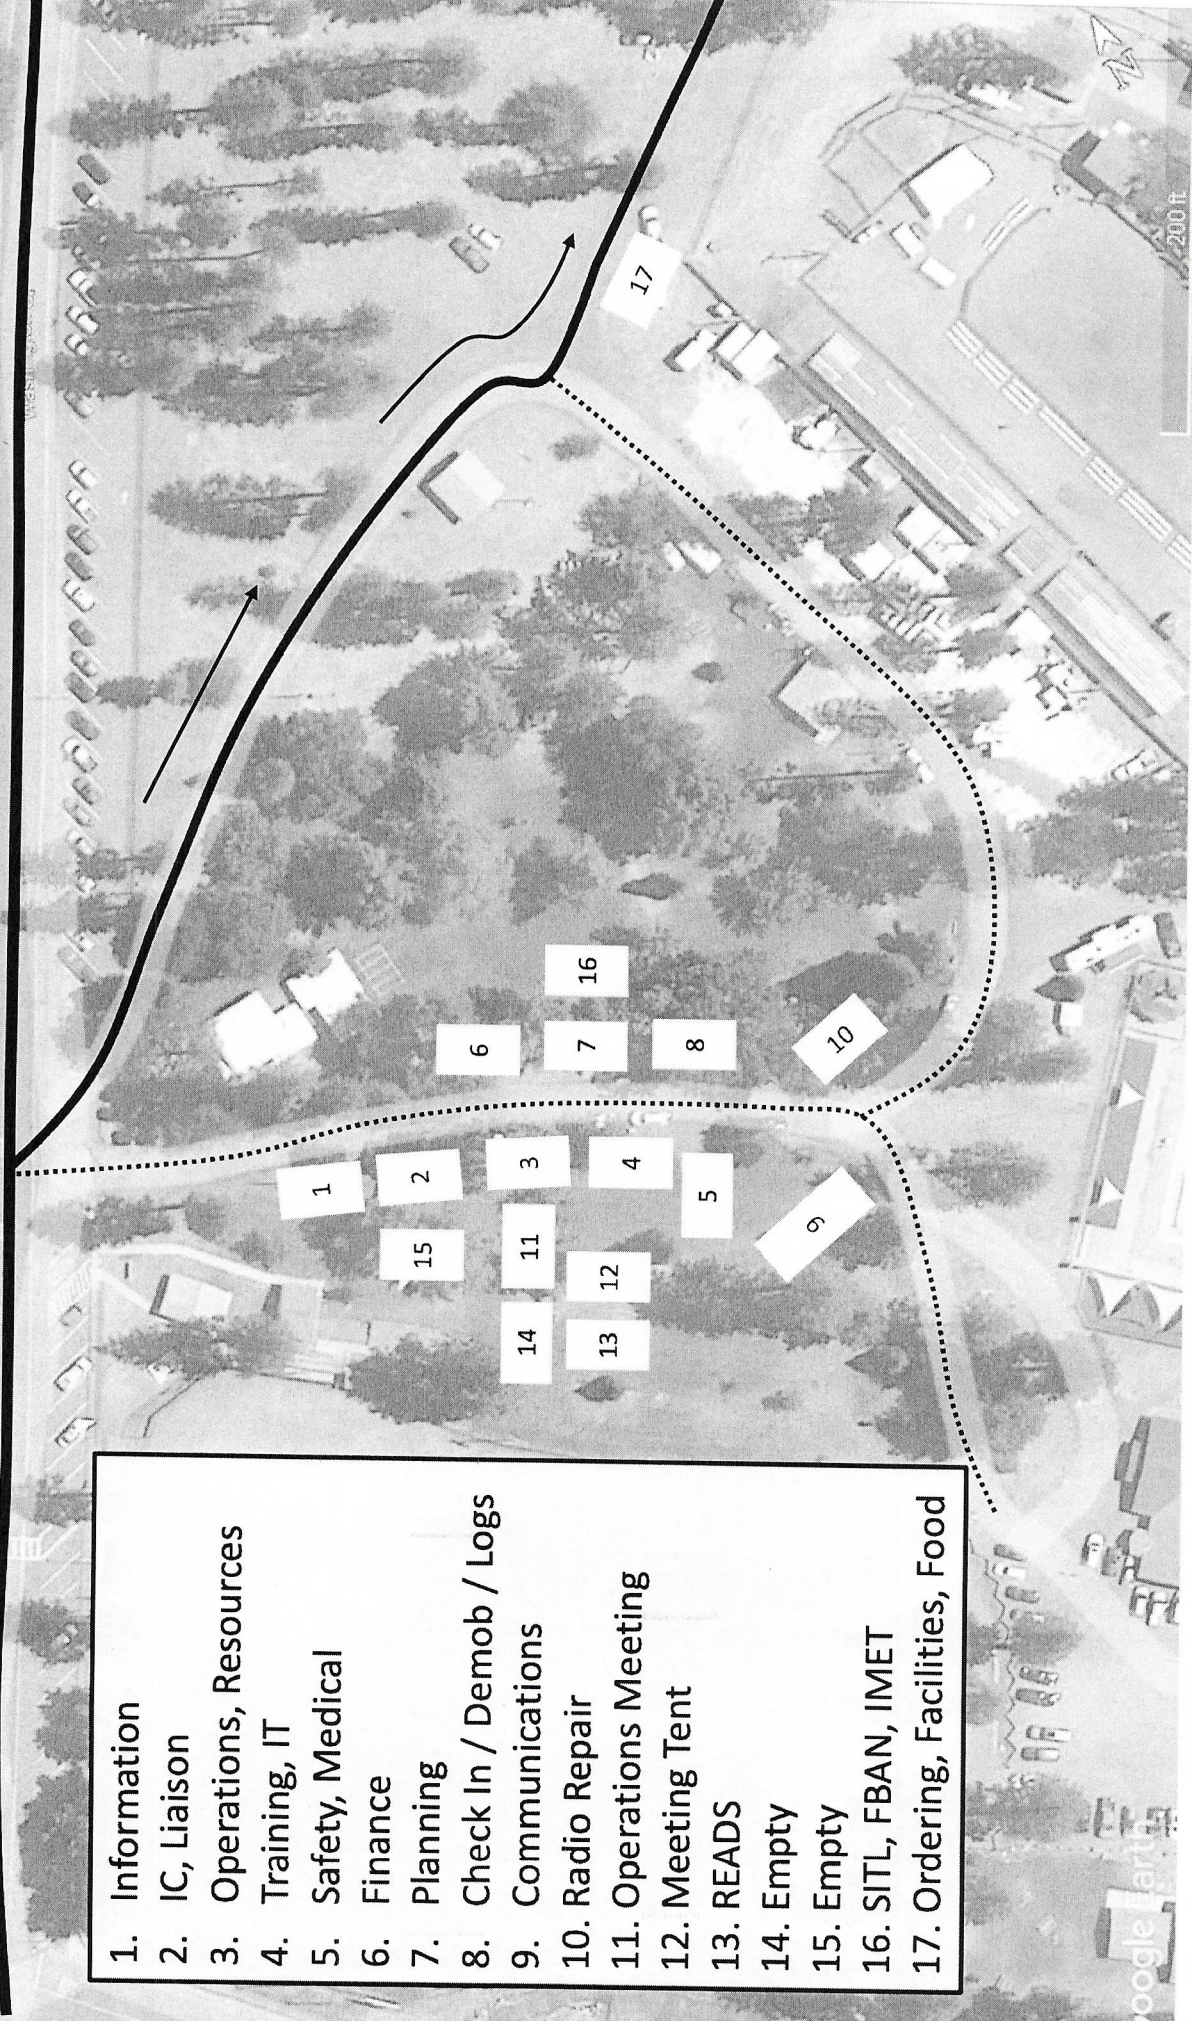 1. Information
2. IC, Liaison
3. Operations, Resources
4. Training, IT
5. Safety, Medical
6. Finance
7. Planning
8. Check In / Demob / Logs
9. Communications
10. Radio Repair
11. Operations Meeting
12. Meeting Tent
13. READS
14. Empty
15. Empty
16. SITL, FBAN, IMET
17. Ordering, Facilities, Food
1
2
3
4
5
6
7
8
9
10
11
12
13
14
15
16
17
N
200 ft
oogle Earth